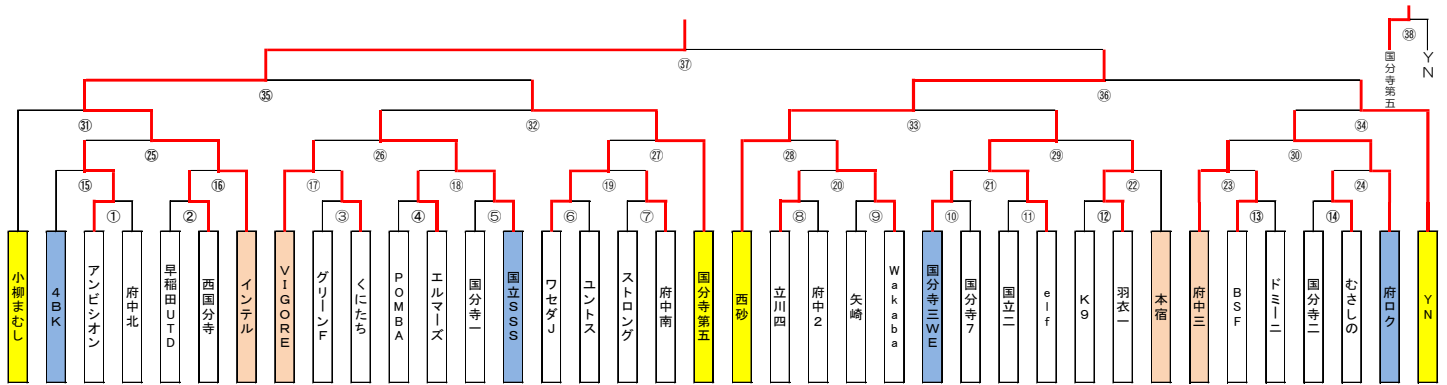 ㊳
国分寺第五
YN
㊲
㉟
㊱
㉛
㉜
㉝
㉞
㉕
㉖
㉗
㉘
㉙
㉚
⑮
⑯
⑰
⑱
⑲
⑳
㉑
㉒
㉓
㉔
①
②
③
④
⑤
⑥
⑦
⑧
⑨
⑩
⑪
⑫
⑬
⑭
小柳まむし
4BK
アンビシオン
府中北
早稲田UTD
西国分寺
インテル
VIGORE
グリーンF
くにたち
POMBA
エルマーズ
国分寺一
国立SSS
ワセダJ
ユントス
ストロング
府中南
国分寺第五
西砂
立川四
府中2
矢崎
Wakaba
国分寺三WE
国分寺7
国立二
elf
K9
羽衣一
本宿
府中三
BSF
ドミーニ
国分寺二
むさしの
府ロク
YN